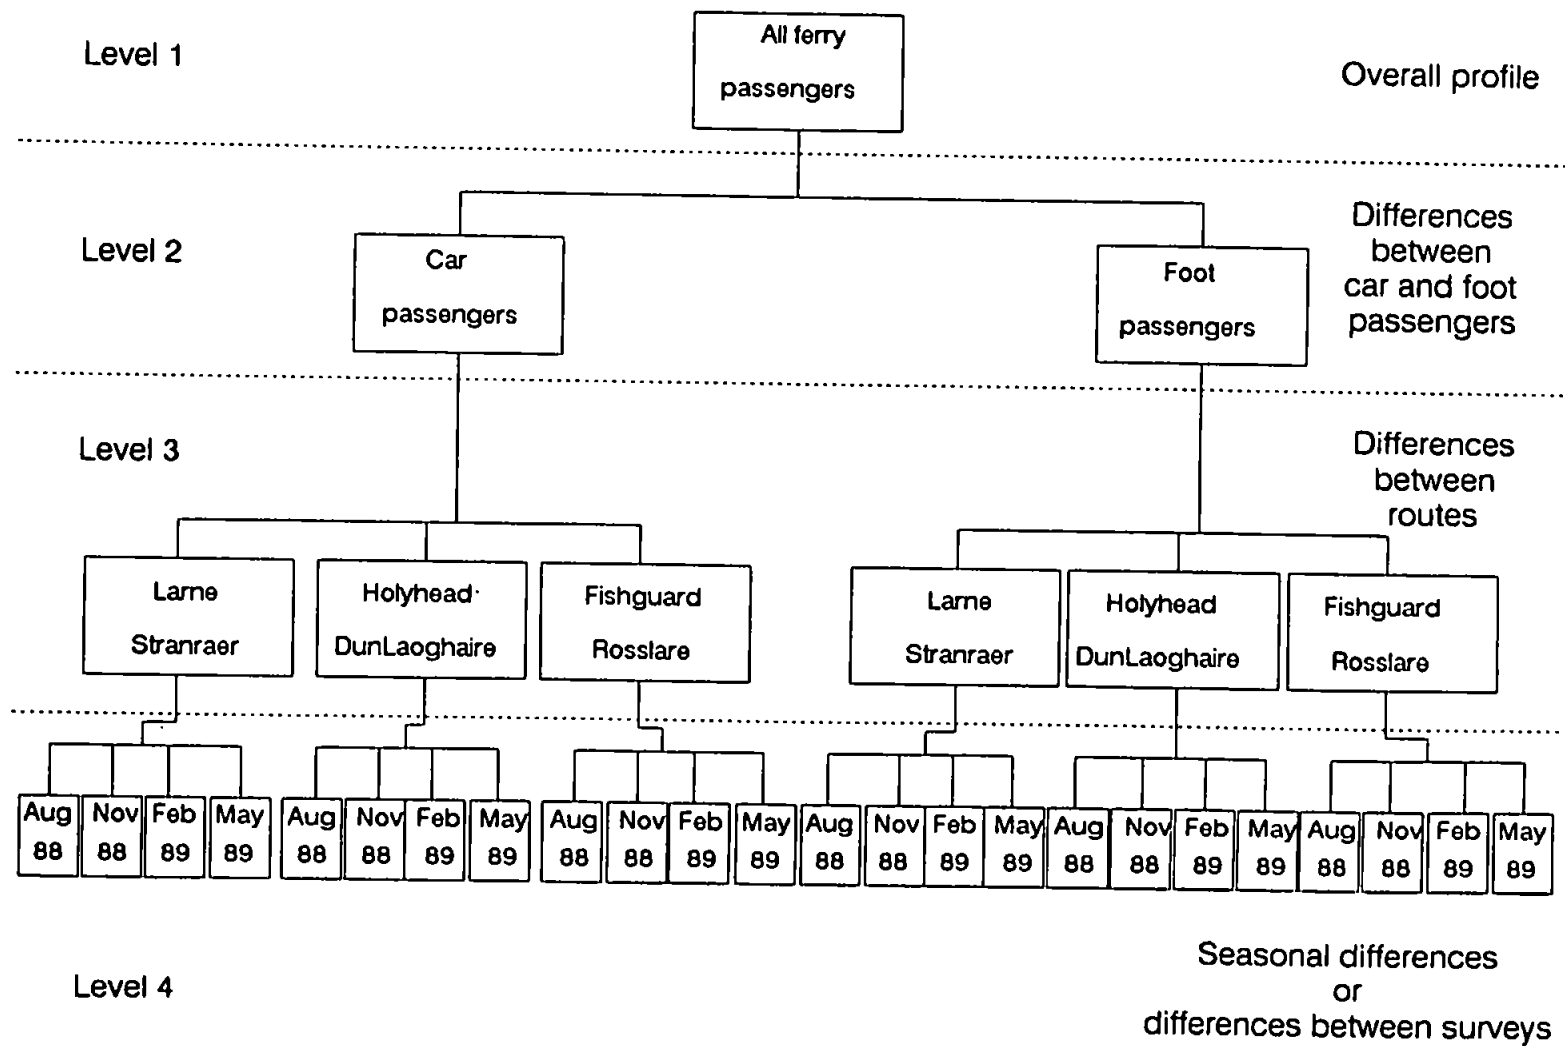 Level 1
All ferry
passengers
Overall profile
Level 2
Car
passengers
Foot
passengers
Differences
between
car and foot
passengers
Level 3
Differences
between
routes
Larne
Stranraer
Holyhead
DunLaoghaire
Fishguard
Rosslare
Larne
Stranraer
Holyhead
DunLaoghaire
Fishguard
Rosslare
Aug Nov Feb May Aug Nov Feb May Aug Nov Feb May Aug Nov Feb May Aug Nov Feb May Aug Nov Feb May
88 88 89 89 88 88 89 89 88 88 89 89 88 88 89 89 88 88 89 89 88 88 89 89
Level 4
Seasonal differences
or
differences between surveys